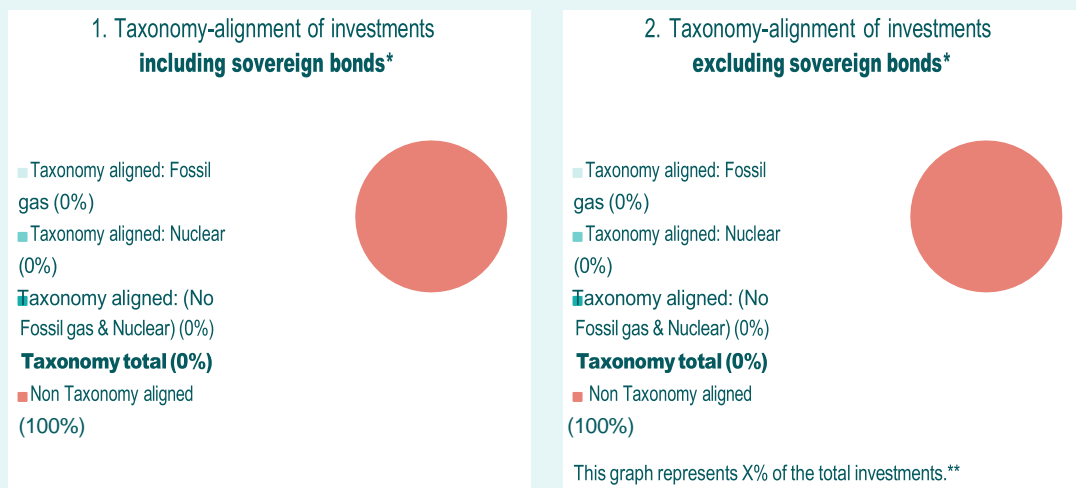 1. Taxonomy-alignment of investments
including sovereign bonds*
Taxonomy aligned: Fossil
gas (0%)
Taxonomy aligned: Nuclear
(0%)
Taxonomy aligned: (No
Fossil gas & Nuclear) (0%)
Taxonomy total (0%)
Non Taxonomy aligned
(100%)
2. Taxonomy-alignment of investments
excluding sovereign bonds*
Taxonomy aligned: Fossil
gas (0%)
Taxonomy aligned: Nuclear
(0%)
Taxonomy aligned: (No
Fossil gas & Nuclear) (0%)
Taxonomy total (0%)
Non Taxonomy aligned
(100%)
This graph represents X% of the total investments.**